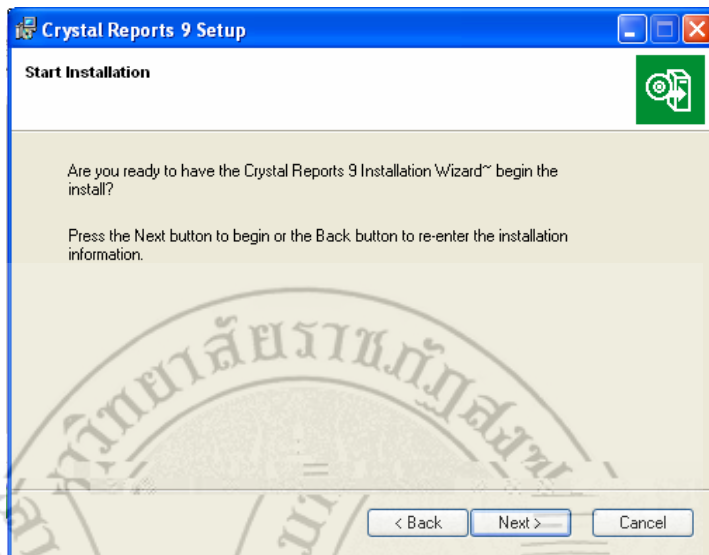 Crystal Reports 9 Setup
Start Installation
Are you ready to have the Crystal Reports 9 Installation Wizard~ begin the
install?
Press the Next button to begin or the Back button to re-enter the installation
information.
< Back Next > Cancel